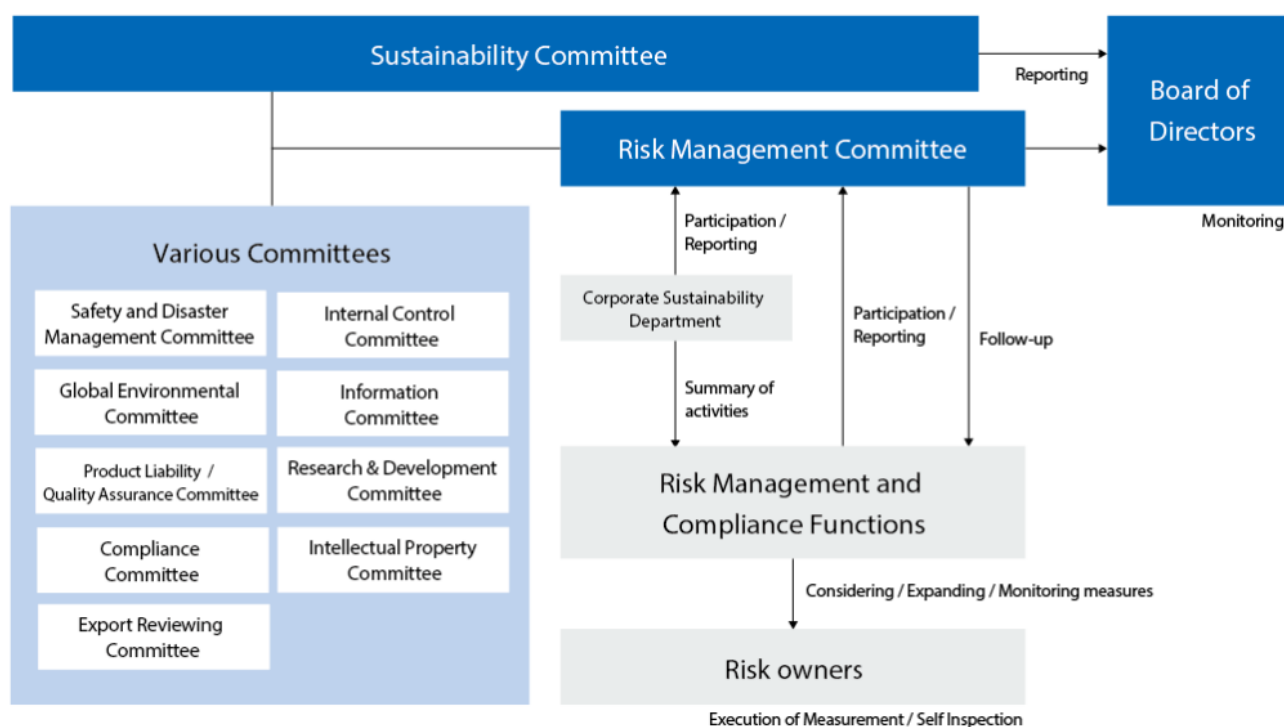 Sustainability Committee
Reporting
Board of
Directors
Risk Management Committee
Monitoring
Various Committees
Safety and Disaster
Management Committee
Internal Control
Committee
Global Environmental
Committee
Information
Committee
Product Liability /
Quality Assurance Committee
Research & Development
Committee
Compliance
Committee
Intellectual Property
Committee
Export Reviewing
Committee
Participation /
Reporting
Corporate Sustainability
Department
Summary of
activities
Participation /
Reporting
Follow-up
Risk Management and
Compliance Functions
Considering / Expanding / Monitoring measures
Risk owners
Execution of Measurement / Self Inspection